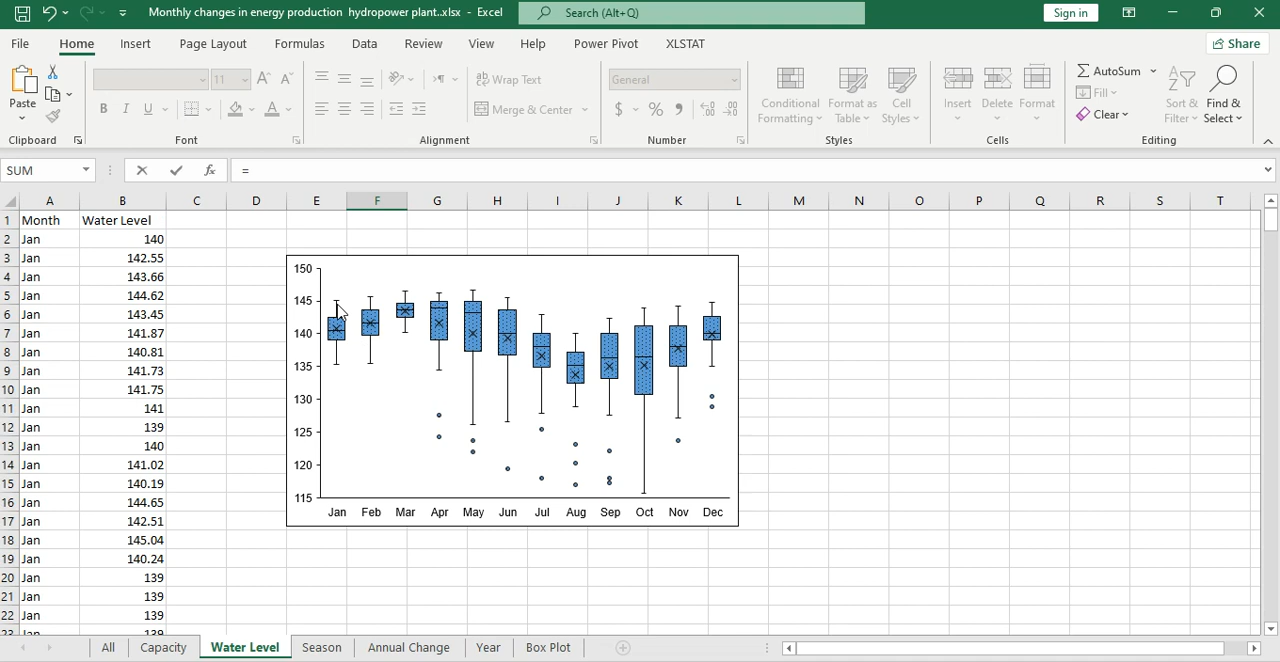 Monthly changes in energy production hydropower plant..xlsx - Excel
Search (Alt+Q)
Sign in
File Home Insert Page Layout Formulas Data Review View Help Power Pivot XLSTAT Share
11 A A ab Wrap Text General AutoSum
Paste B I U A Merge & Center $ % Conditional Formatting Format as Table Cell Styles Insert Delete Format Fill Clear Sort & Filter Find & Select
Clipboard Font Alignment Number Styles Cells Editing
SUM fx =
A B C D E F G H I J K L M N O P Q R S T
1 Month Water Level
2 Jan 140
3 Jan 142.55
4 Jan 143.66
5 Jan 144.62
6 Jan 143.45
7 Jan 141.87
8 Jan 140.81
9 Jan 141.73
10 Jan 141.75
11 Jan 141
12 Jan 139
13 Jan 140
14 Jan 141.02
15 Jan 140.19
16 Jan 144.65
17 Jan 142.51
18 Jan 145.04
19 Jan 140.24
20 Jan 139
21 Jan 139
22 Jan 139
23 Jan 139
150
145
140
135
130
125
120
115
Jan Feb Mar Apr May Jun Jul Aug Sep Oct Nov Dec
All Capacity Water Level Season Annual Change Year Box Plot